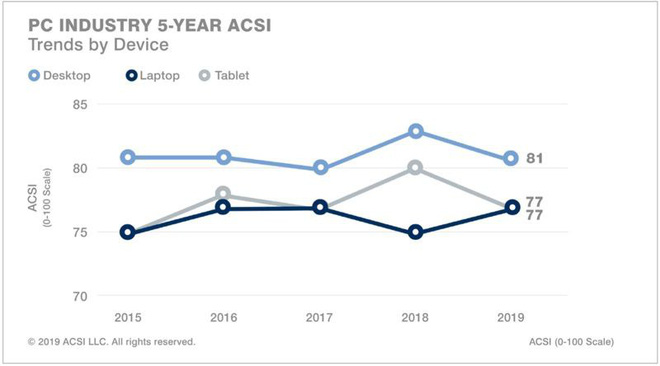 PC INDUSTRY 5-YEAR ACSI
Trends by Device
Desktop Laptop Tablet
85
80
75
70
ACSI
(0-100 Scale)
81
77
77
2015 2016 2017 2018 2019
© 2019 ACSI LLC. All rights reserved.
ACSI (0-100 Scale)